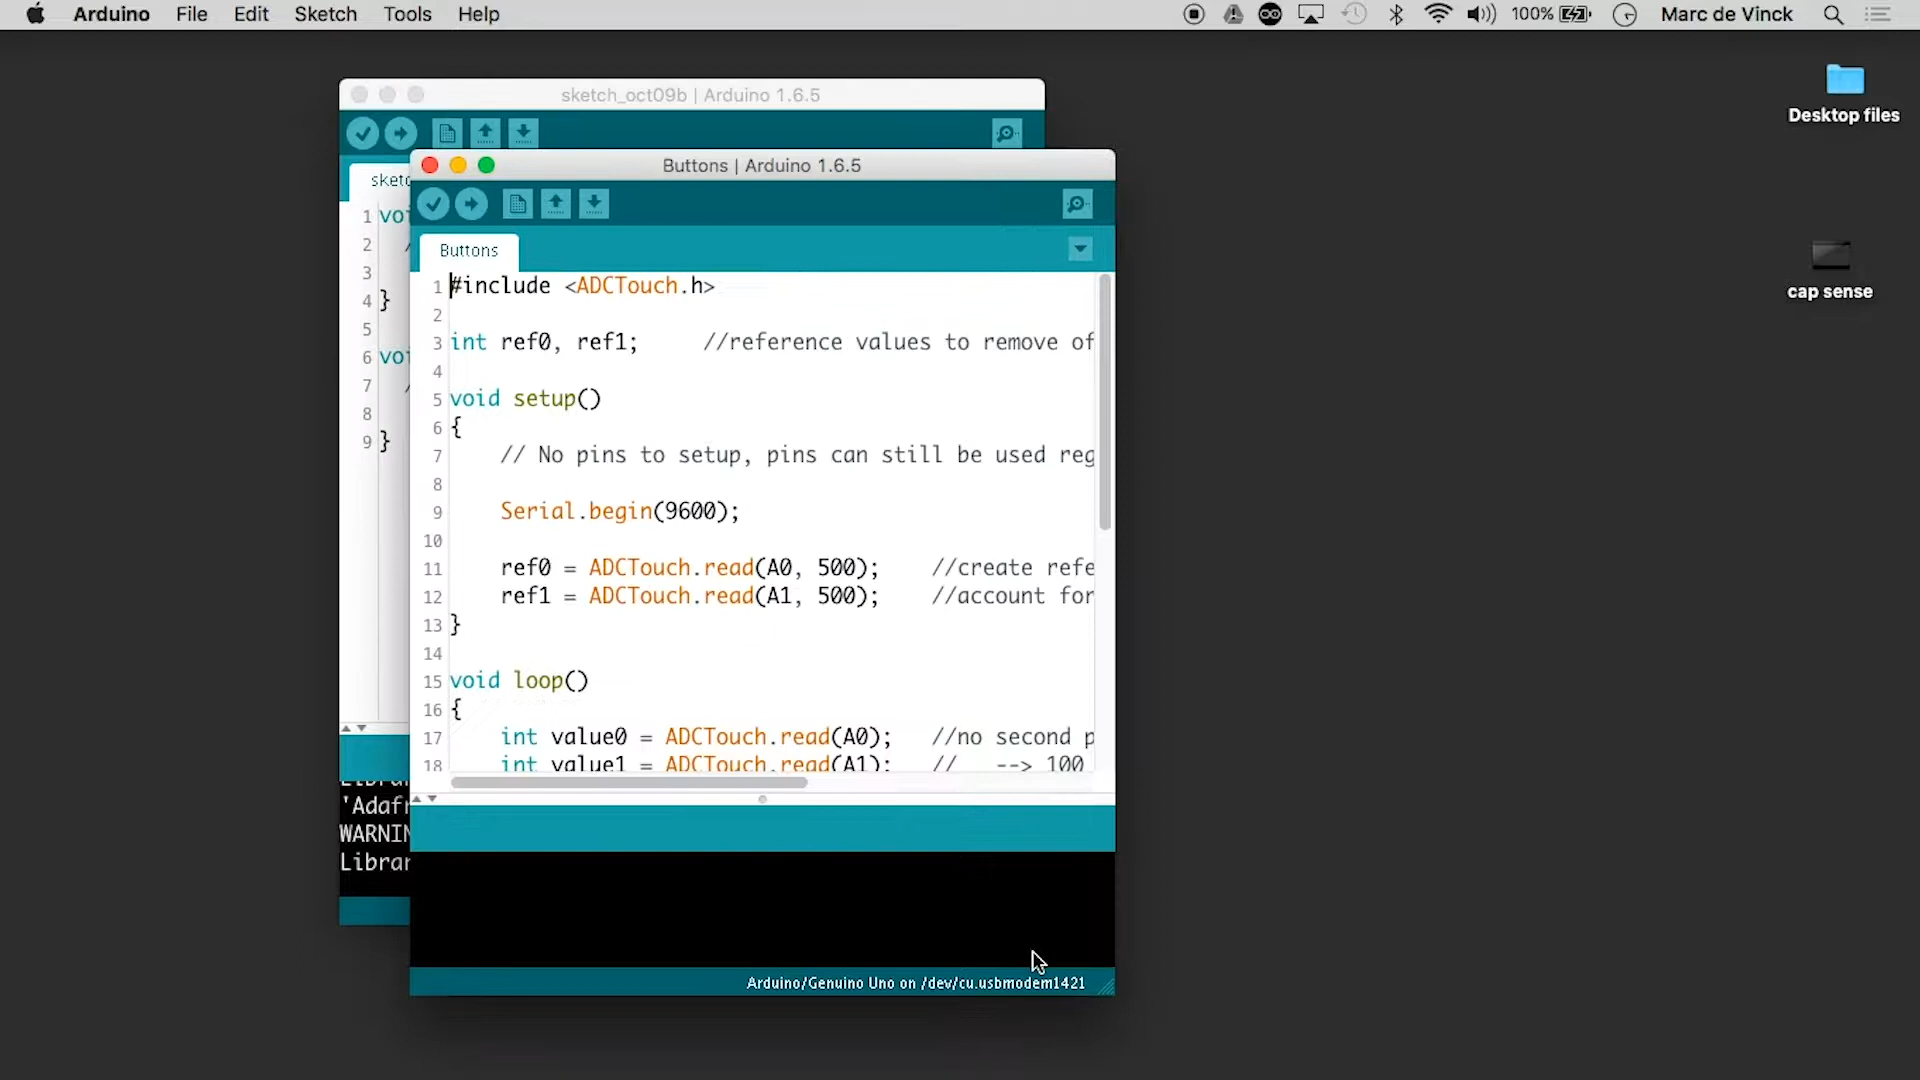 Arduino File Edit Sketch Tools Help 100% Marc de Vinck
Desktop files
cap sense
sketch_oct09b | Arduino 1.6.5
sketc
1 voi
2 /
3
4 }
5
6 voi
7 /
8
9 }
'Adafr
WARNIN
Librar
Buttons | Arduino 1.6.5
Buttons
1 #include <ADCTouch.h>
2
3 int ref0, ref1; //reference values to remove of
4
5 void setup()
6 {
7 // No pins to setup, pins can still be used reg
8
9 Serial.begin(9600);
10
11 ref0 = ADCTouch.read(A0, 500); //create refe
12 ref1 = ADCTouch.read(A1, 500); //account for
13 }
14
15 void loop()
16 {
17 int value0 = ADCTouch.read(A0); //no second p
18 int value1 = ADCTouch.read(A1); // --> 100
Arduino/Genuino Uno on /dev/cu.usbmodem1421